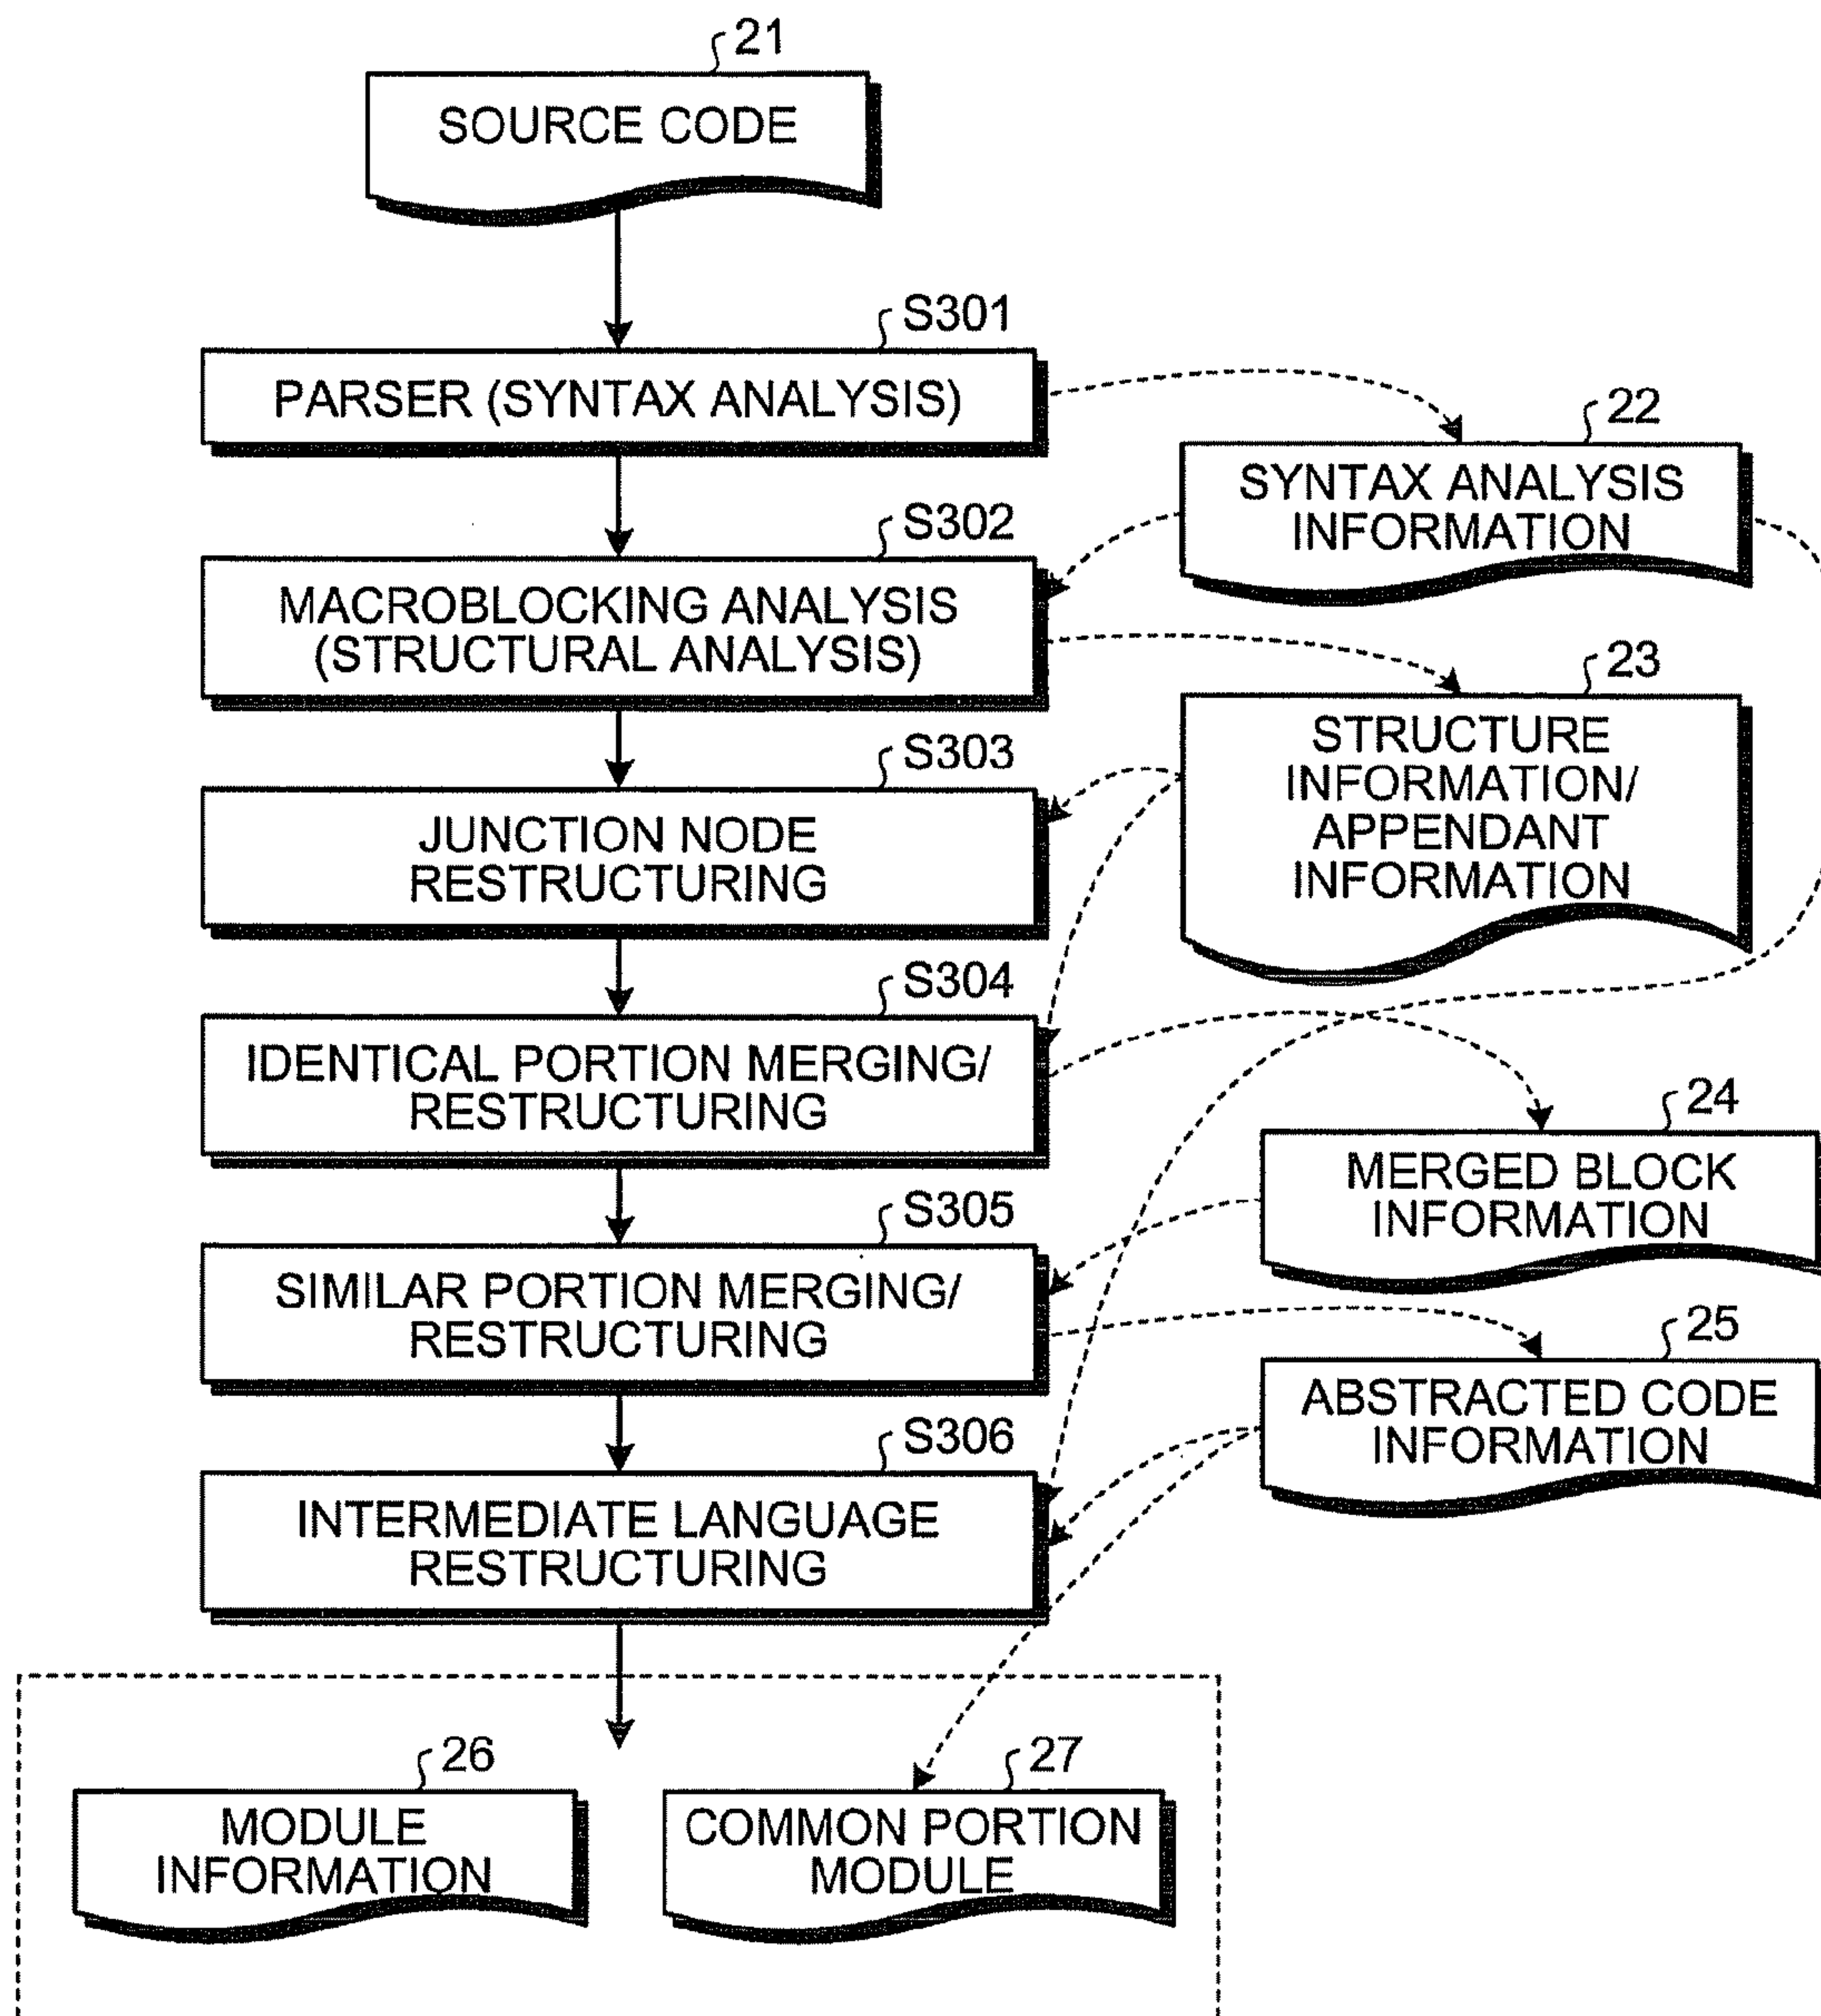 21
SOURCE CODE
S301
PARSER (SYNTAX ANALYSIS)
22
SYNTAX ANALYSIS
INFORMATION
S302
MACROBLOCKING ANALYSIS
(STRUCTURAL ANALYSIS)
23
STRUCTURE
INFORMATION/
APPENDANT
INFORMATION
S303
JUNCTION NODE
RESTRUCTURING
S304
IDENTICAL PORTION MERGING/
RESTRUCTURING
24
MERGED BLOCK
INFORMATION
S305
SIMILAR PORTION MERGING/
RESTRUCTURING
25
ABSTRACTED CODE
INFORMATION
S306
INTERMEDIATE LANGUAGE
RESTRUCTURING
26
MODULE
INFORMATION
27
COMMON PORTION
MODULE